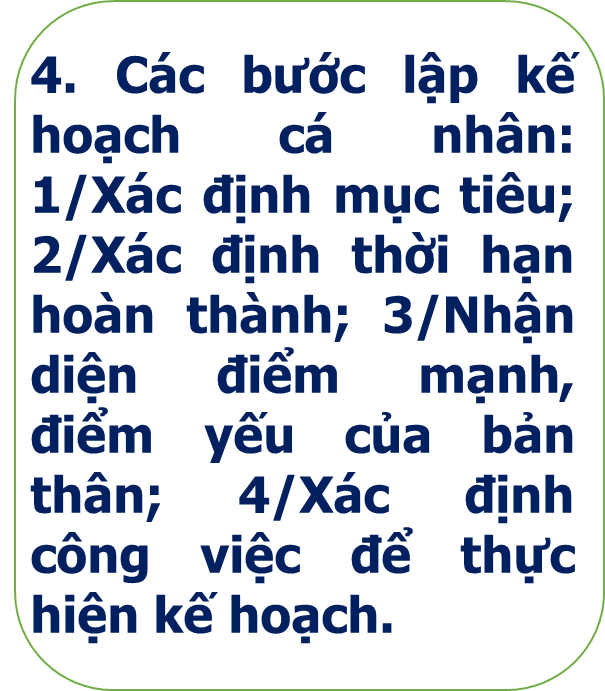 4. Các bước lập kế
hoạch cá nhân:
1/Xác định mục tiêu;
2/Xác định thời hạn
hoàn thành; 3/Nhận
diện điểm mạnh,
điểm yếu của bản
thân; 4/Xác định
công việc để thực
hiện kế hoạch.